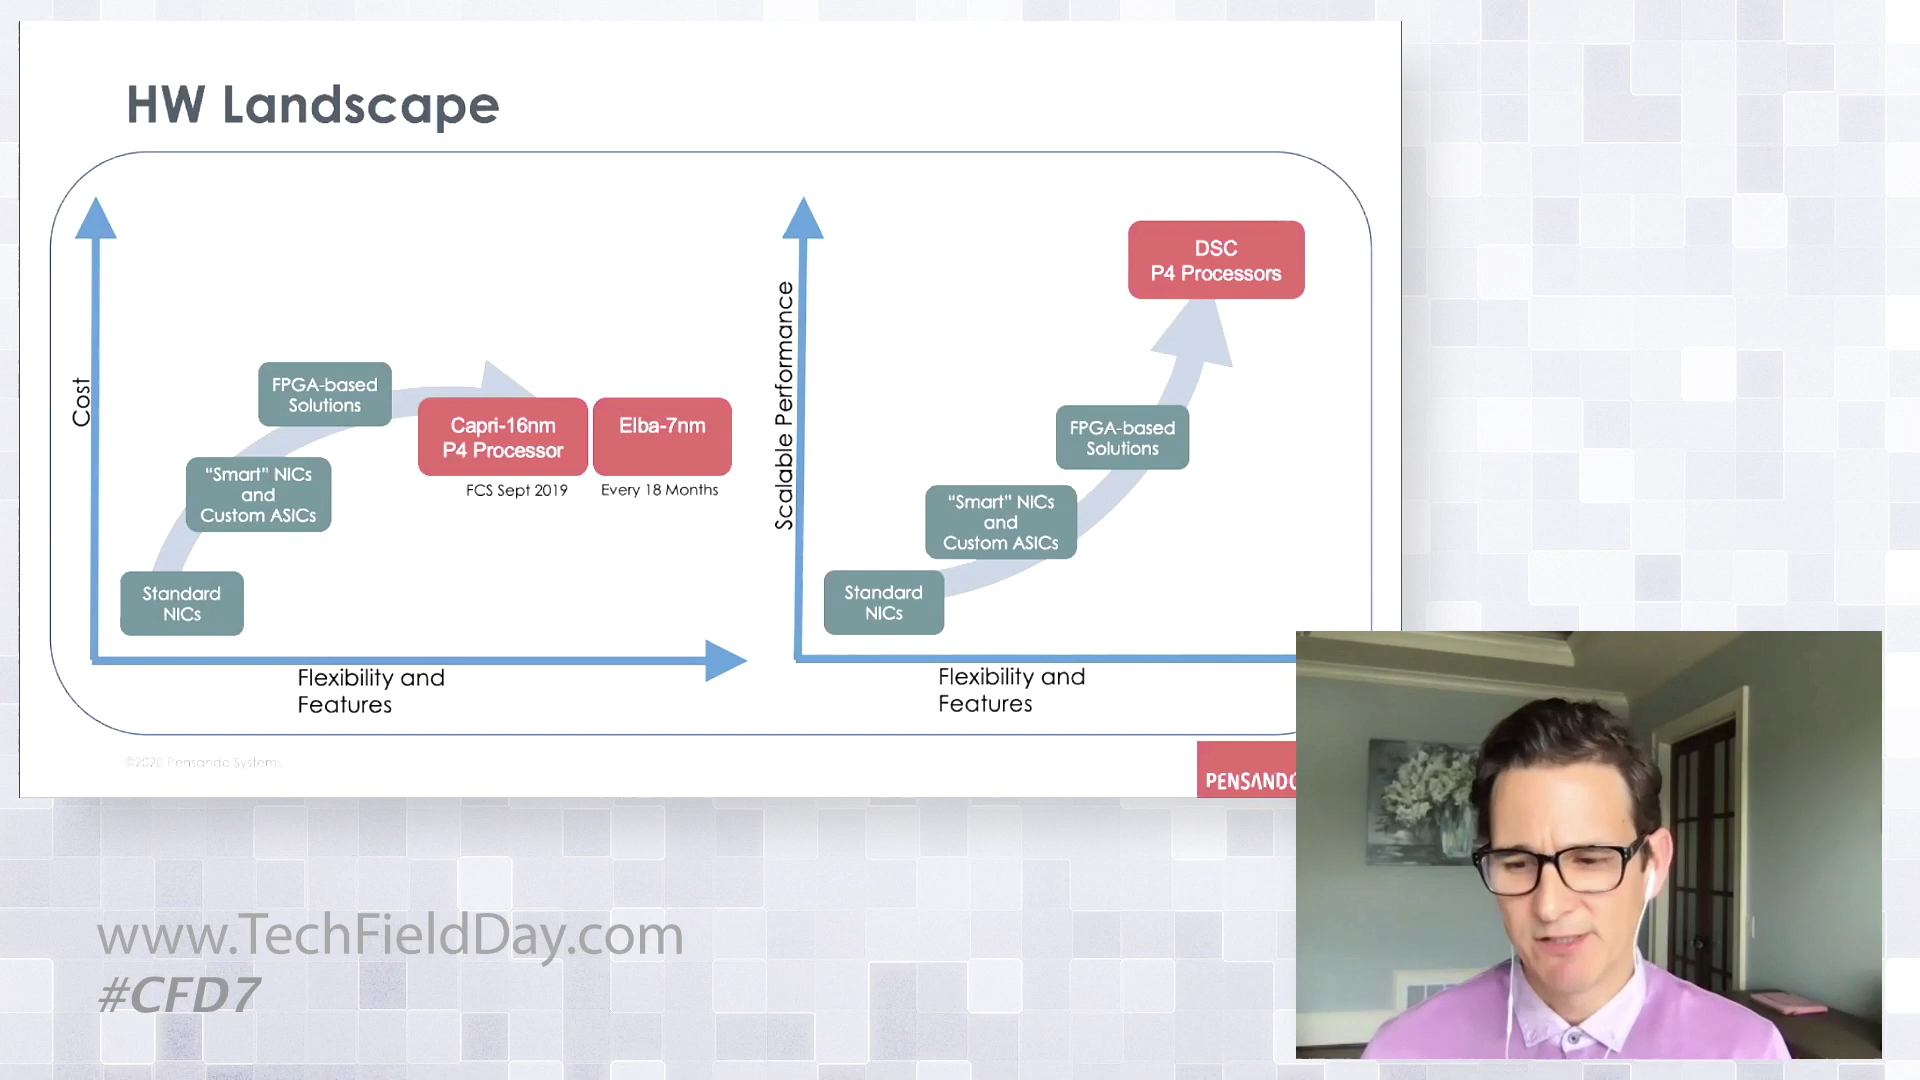 HW Landscape
Cost
FPGA-based
Solutions
Capri-16nm
P4 Processor
Elba-7nm
FCS Sept 2019
Every 18 Months
“Smart” NICs
and
Custom ASICs
Standard
NICs
Flexibility and
Features
Scalable Performance
DSC
P4 Processors
FPGA-based
Solutions
“Smart” NICs
and
Custom ASICs
Standard
NICs
Flexibility and
Features
©2020 Pensando Systems
PENSANDO
www.TechFieldDay.com
#CFD7